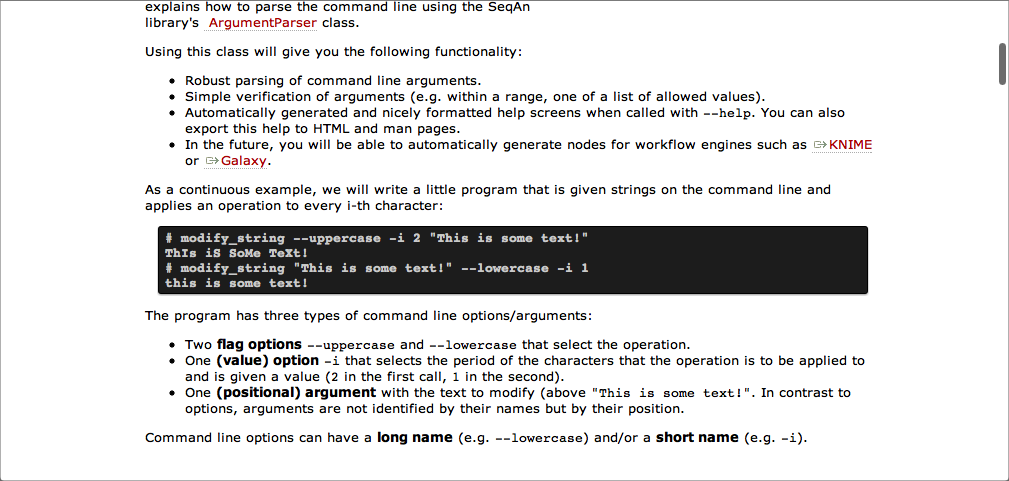 explains how to parse the command line using the SeqAn
library's ArgumentParser class.
Using this class will give you the following functionality:
• Robust parsing of command line arguments.
• Simple verification of arguments (e.g. within a range, one of a list of allowed values).
• Automatically generated and nicely formatted help screens when called with --help. You can also
export this help to HTML and man pages.
• In the future, you will be able to automatically generate nodes for workflow engines such as KNIME
or Galaxy.
As a continuous example, we will write a little program that is given strings on the command line and
applies an operation to every i-th character:
# modify_string --uppercase -i 2 "This is some text!"
ThIs iS SoMe TeXt!
# modify_string "This is some text!" --lowercase -i 1
this is some text!
The program has three types of command line options/arguments:
• Two flag options --uppercase and --lowercase that select the operation.
• One (value) option -i that selects the period of the characters that the operation is to be applied to
and is given a value (2 in the first call, 1 in the second).
• One (positional) argument with the text to modify (above "This is some text!". In contrast to
options, arguments are not identified by their names but by their position.
Command line options can have a long name (e.g. --lowercase) and/or a short name (e.g. -i).